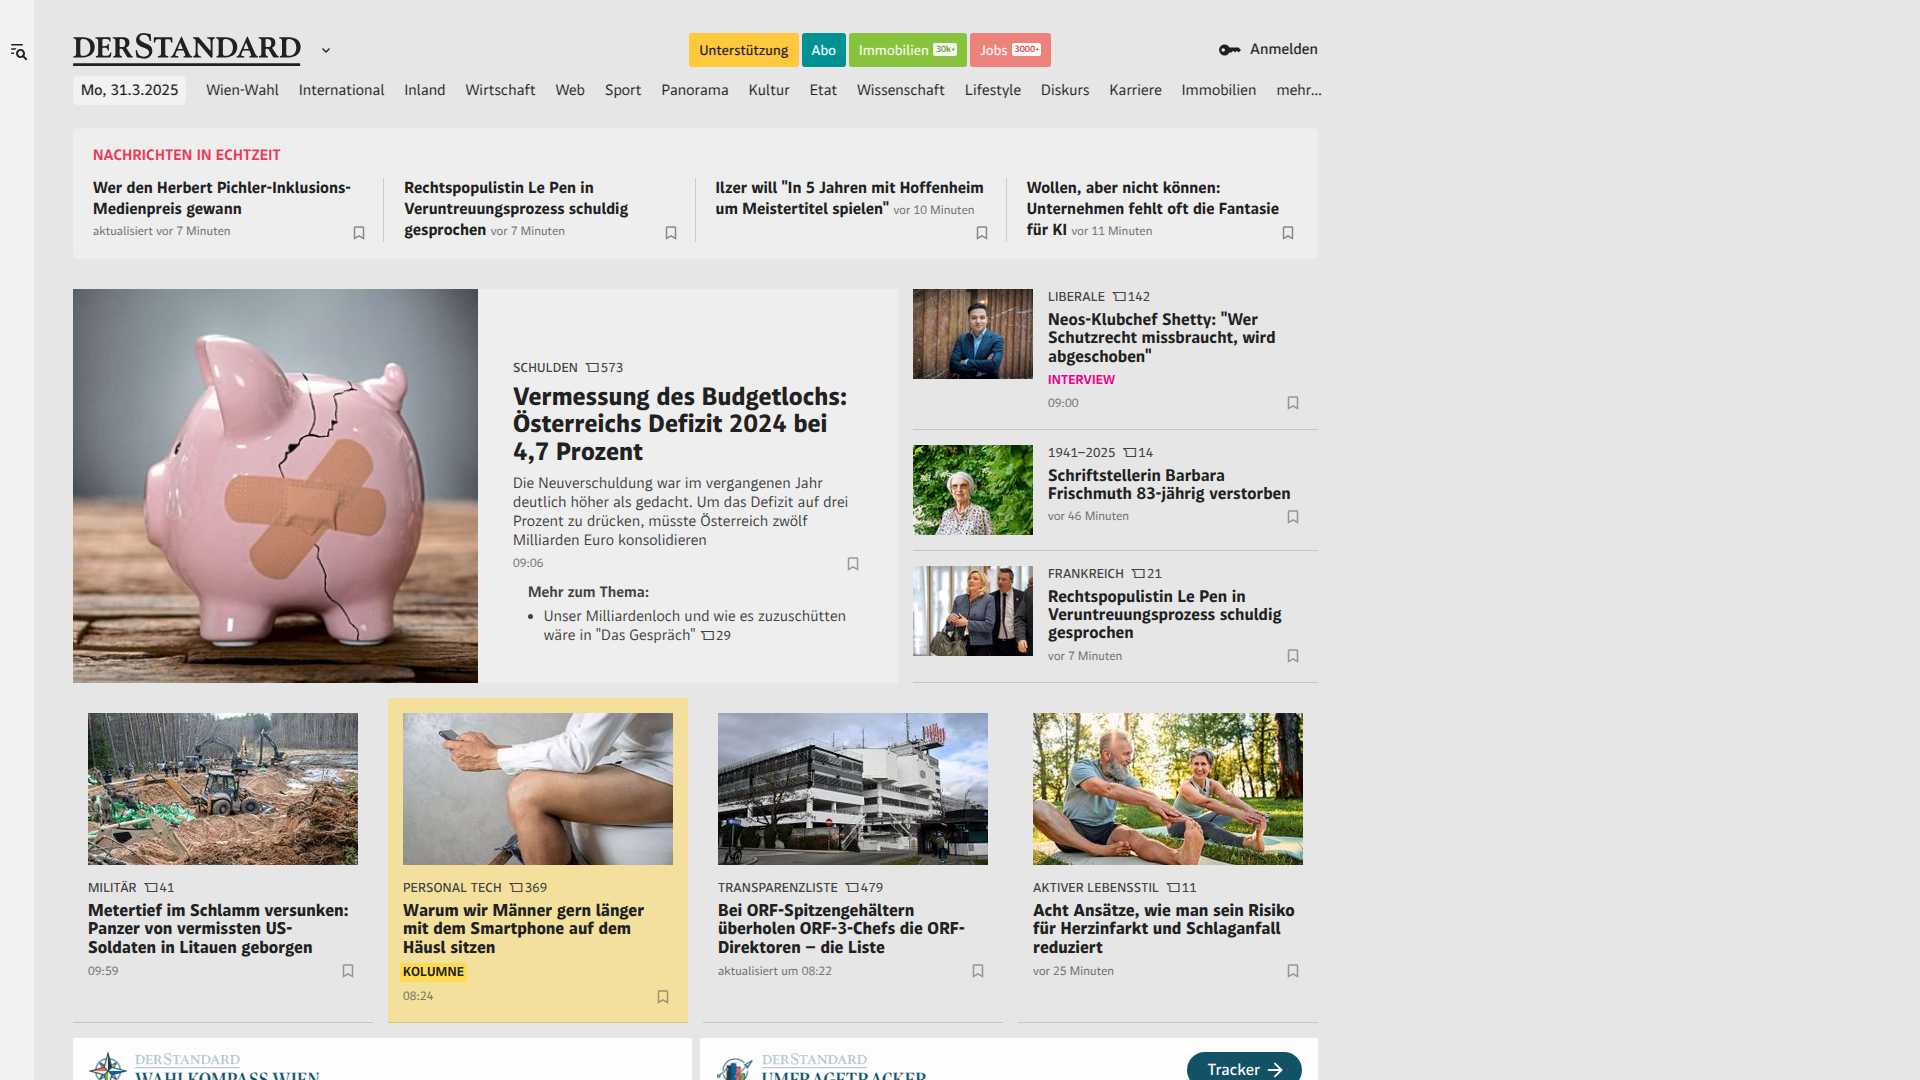 DERSTANDARD
Unterstützung
Abo
Immobilien 30k+
Jobs 3000+
Anmelden
Mo, 31.3.2025 Wien-Wahl International Inland Wirtschaft Web Sport Panorama Kultur Etat Wissenschaft Lifestyle Diskurs Karriere Immobilien mehr...
NACHRICHTEN IN ECHTZEIT
Wer den Herbert Pichler-Inklusions-
Medienpreis gewann
aktualisiert vor 7 Minuten
Rechtspopulistin Le Pen in
Veruntreuungsprozess schuldig
gesprochen vor 7 Minuten
Ilzer will "In 5 Jahren mit Hoffenheim
um Meistertitel spielen" vor 10 Minuten
Wollen, aber nicht können:
Unternehmen fehlt oft die Fantasie
für KI vor 11 Minuten
SCHULDEN 573
Vermessung des Budgetlochs:
Österreichs Defizit 2024 bei
4,7 Prozent
Die Neuverschuldung war im vergangenen Jahr
deutlich höher als gedacht. Um das Defizit auf drei
Prozent zu drücken, müsste Österreich zwölf
Milliarden Euro konsolidieren
09:06
Mehr zum Thema:
• Unser Milliardenloch und wie es zuzuschütten
wäre in "Das Gespräch" 29
LIBERALE 142
Neos-Klubchef Shetty: "Wer
Schutzrecht missbraucht, wird
abgeschoben"
INTERVIEW
09:00
1941–2025 14
Schriftstellerin Barbara
Frischmuth 83-jährig verstorben
vor 46 Minuten
FRANKREICH 21
Rechtspopulistin Le Pen in
Veruntreuungsprozess schuldig
gesprochen
vor 7 Minuten
MILITÄR 41
Metertief im Schlamm versunken:
Panzer von vermissten US-
Soldaten in Litauen geborgen
09:59
PERSONAL TECH 369
Warum wir Männer gern länger
mit dem Smartphone auf dem
Häusl sitzen
KOLUMNE
08:24
TRANSPARENZLISTE 479
Bei ORF-Spitzengehältern
überholen ORF-3-Chefs die ORF-
Direktoren – die Liste
aktualisiert um 08:22
AKTIVER LEBENSSTIL 11
Acht Ansätze, wie man sein Risiko
für Herzinfarkt und Schlaganfall
reduziert
vor 25 Minuten
DERSTANDARD
WAHLKOMPASS WIEN
DERSTANDARD
UMFRAGETRACKER
Tracker